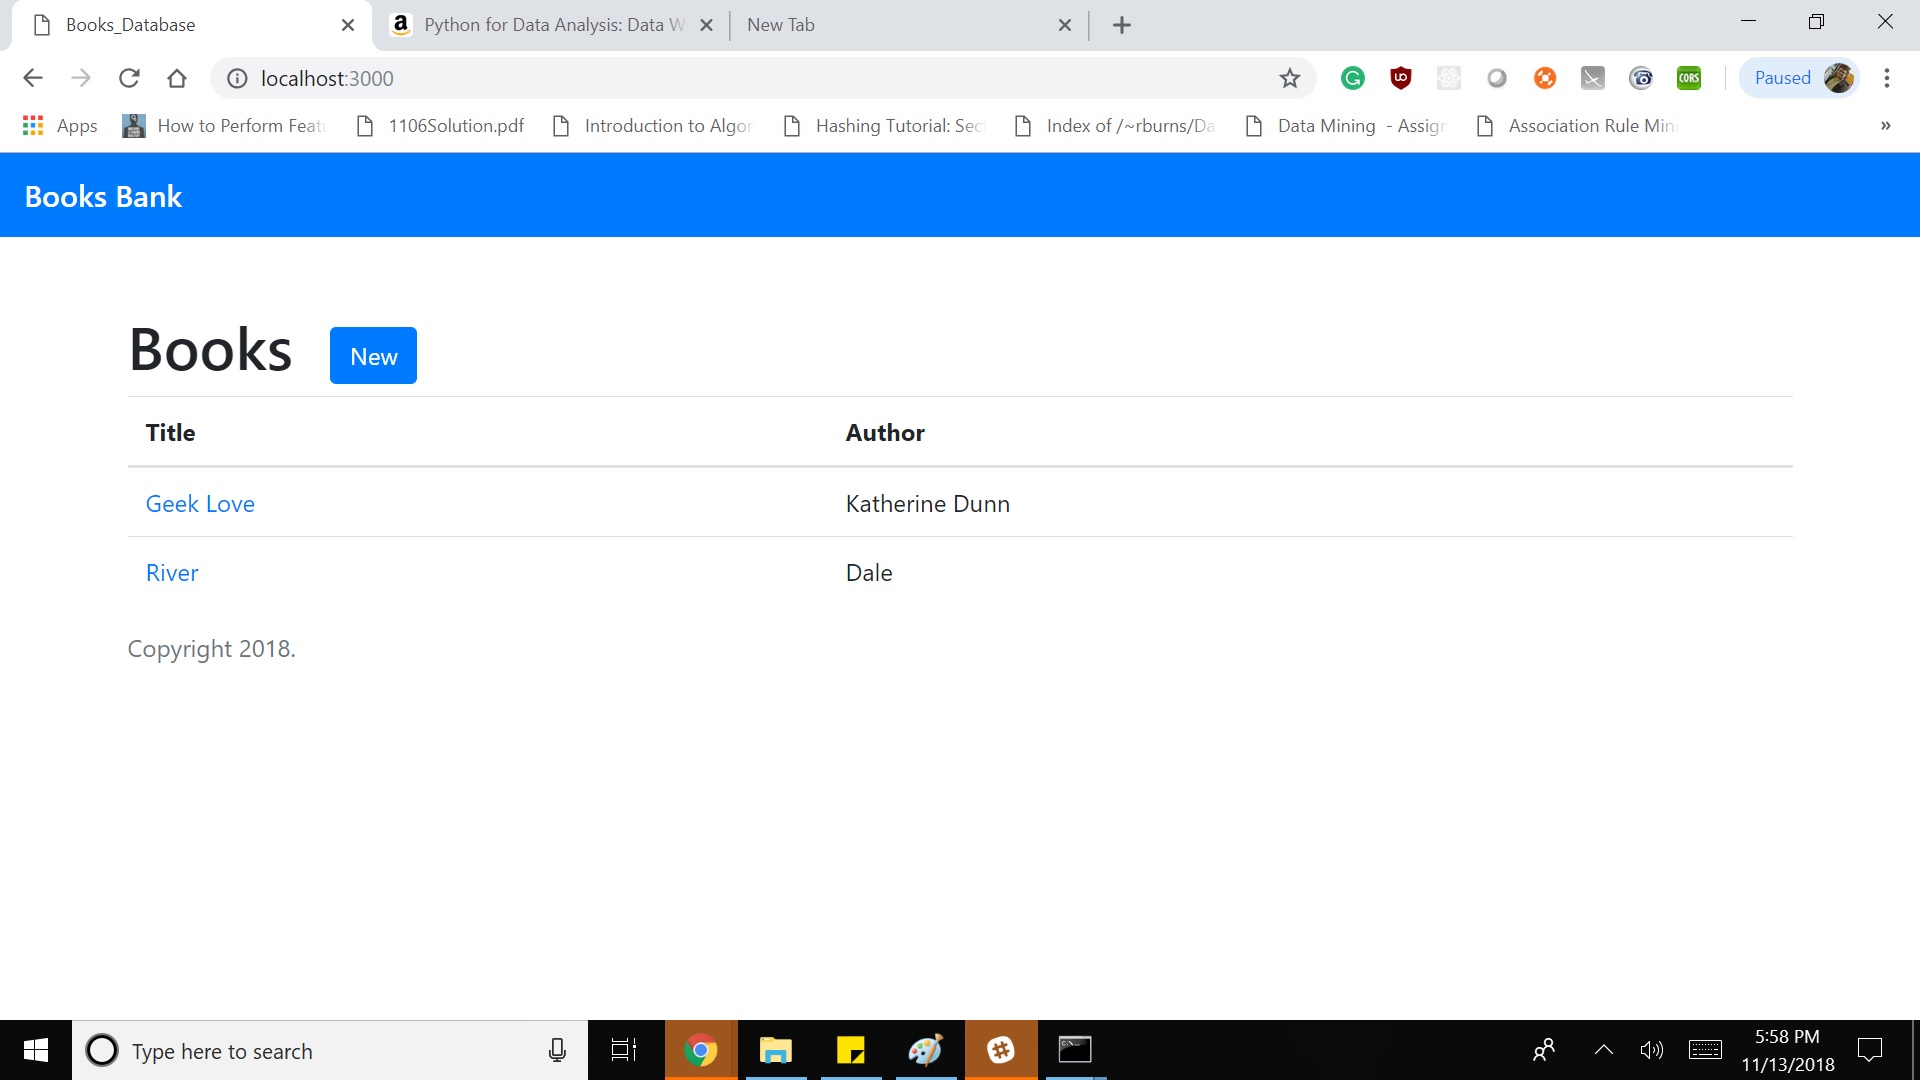 Books_Database
Python for Data Analysis: Data W
New Tab
localhost:3000
Paused
Apps
How to Perform Feat
1106Solution.pdf
Introduction to Algor
Hashing Tutorial: Sec
Index of /~rburns/Da
Data Mining - Assig
Association Rule Min
»
Books Bank
Books New
Title Author
Geek Love Katherine Dunn
River Dale
Copyright 2018.
Type here to search
5:58 PM
11/13/2018